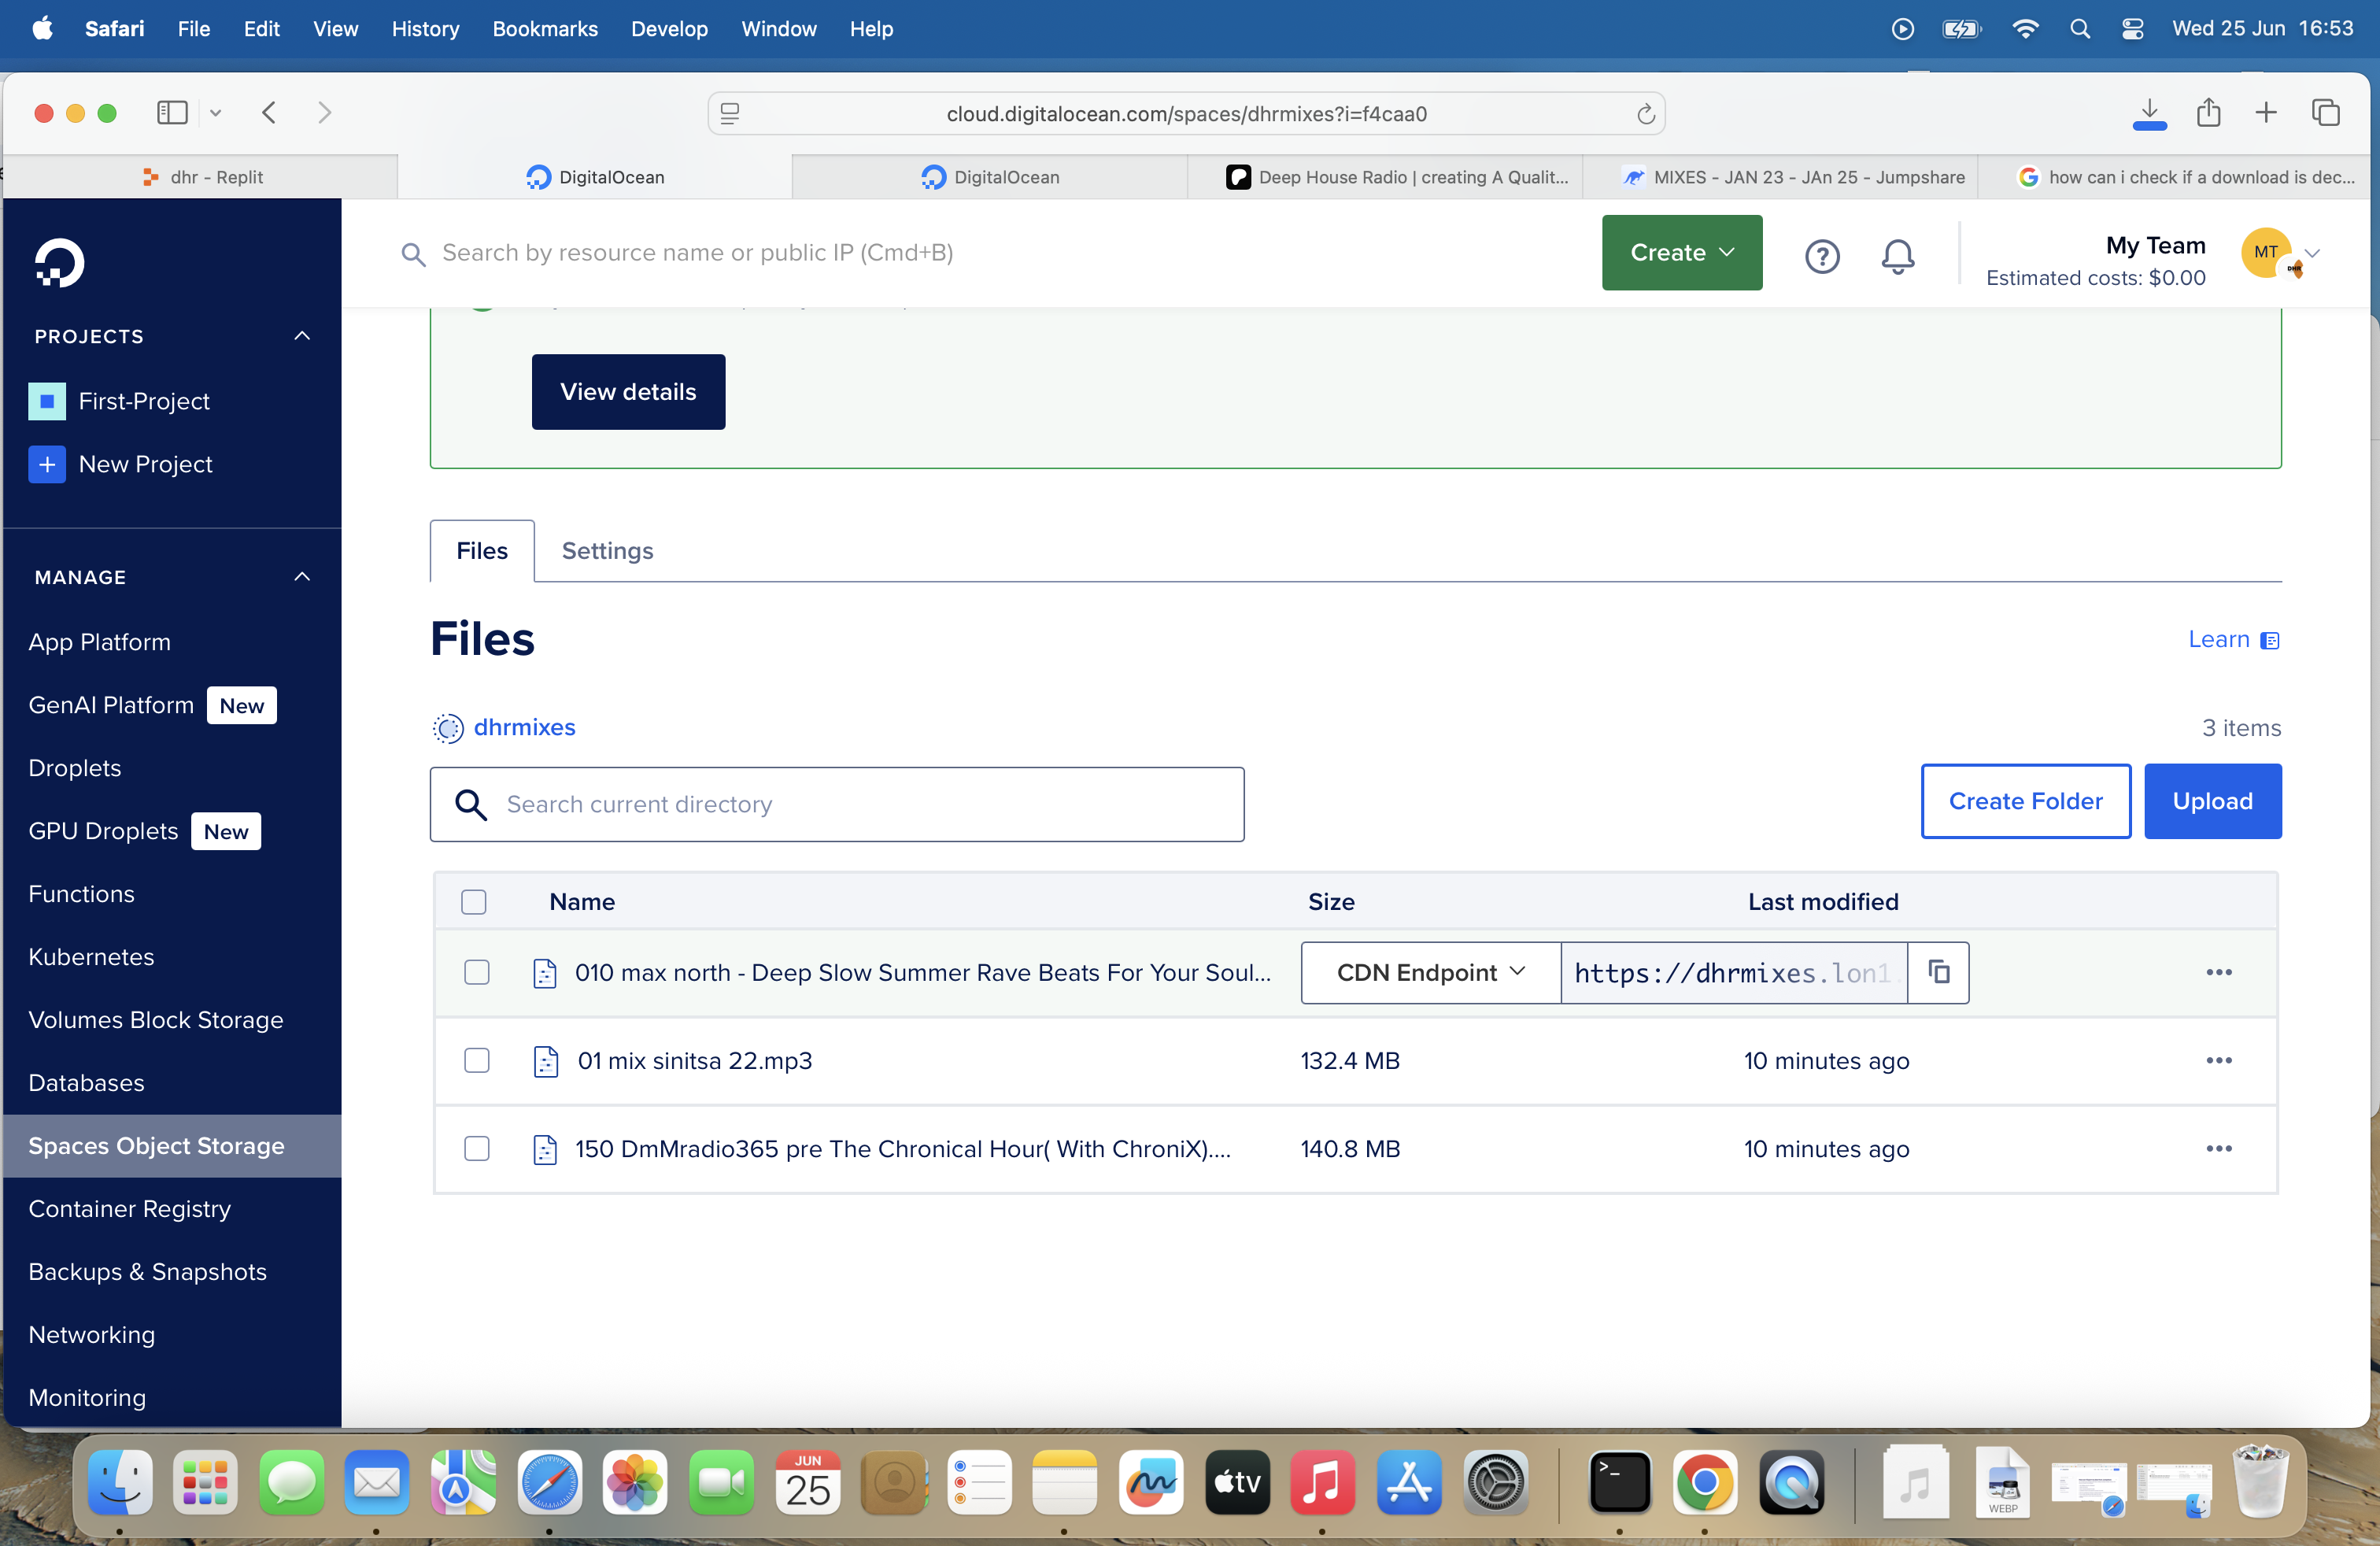 Safari File Edit View History Bookmarks Develop Window Help Wed 25 Jun 16:53
cloud.digitalocean.com/spaces/dhrmixes?i=f4caa0
dhr - Replit
DigitalOcean
DigitalOcean
Deep House Radio | creating A Qualit...
MIXES - JAN 23 - JAn 25 - Jumpshare
how can i check if a download is dec...
Search by resource name or public IP (Cmd+B)
Create
My Team
Estimated costs: $0.00
MT
DHR
PROJECTS
First-Project
New Project
MANAGE
App Platform
GenAI Platform New
Droplets
GPU Droplets New
Functions
Kubernetes
Volumes Block Storage
Databases
Spaces Object Storage
Container Registry
Backups & Snapshots
Networking
Monitoring
View details
Files Settings
Files
Learn
dhrmixes
3 items
Search current directory
Create Folder
Upload
Name Size Last modified
010 max north - Deep Slow Summer Rave Beats For Your Soul... CDN Endpoint https://dhrmixes.lon1.
01 mix sinitsa 22.mp3 132.4 MB 10 minutes ago
150 DmMradio365 pre The Chronical Hour( With ChroniX).... 140.8 MB 10 minutes ago
JUN
25
tv
WEBP